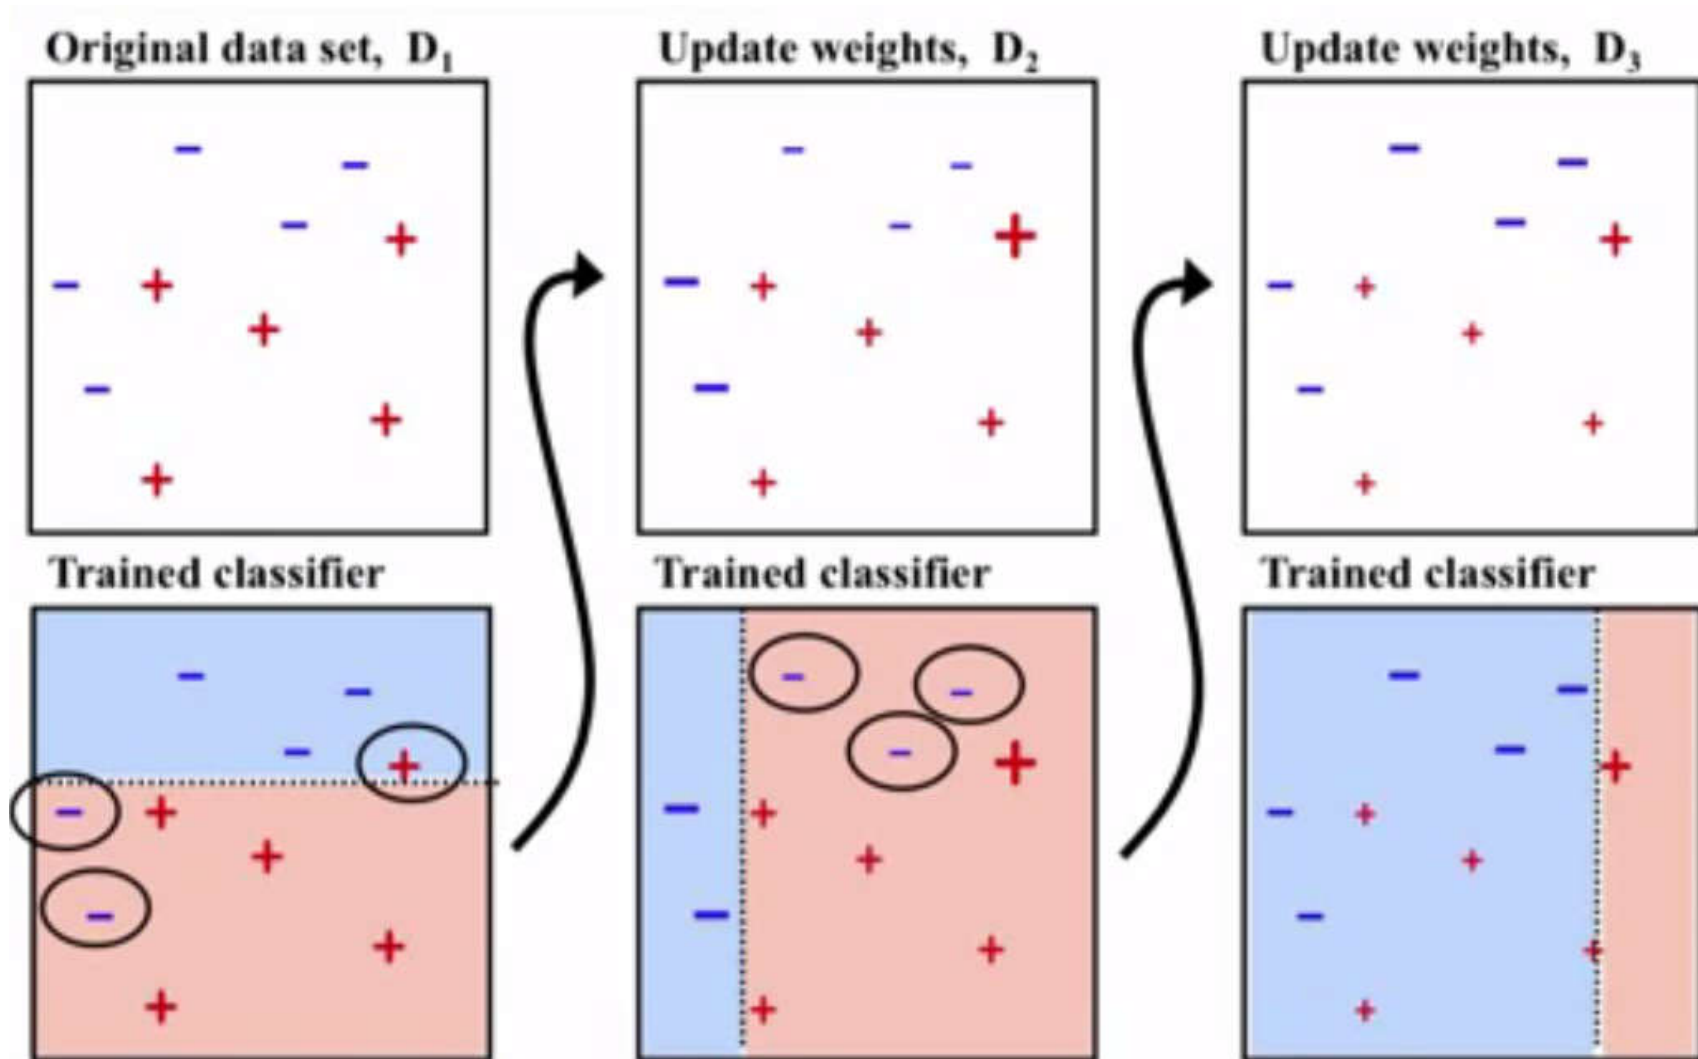 Original data set, D₁
Update weights, D₂
Update weights, D₃
Trained classifier
Trained classifier
Trained classifier